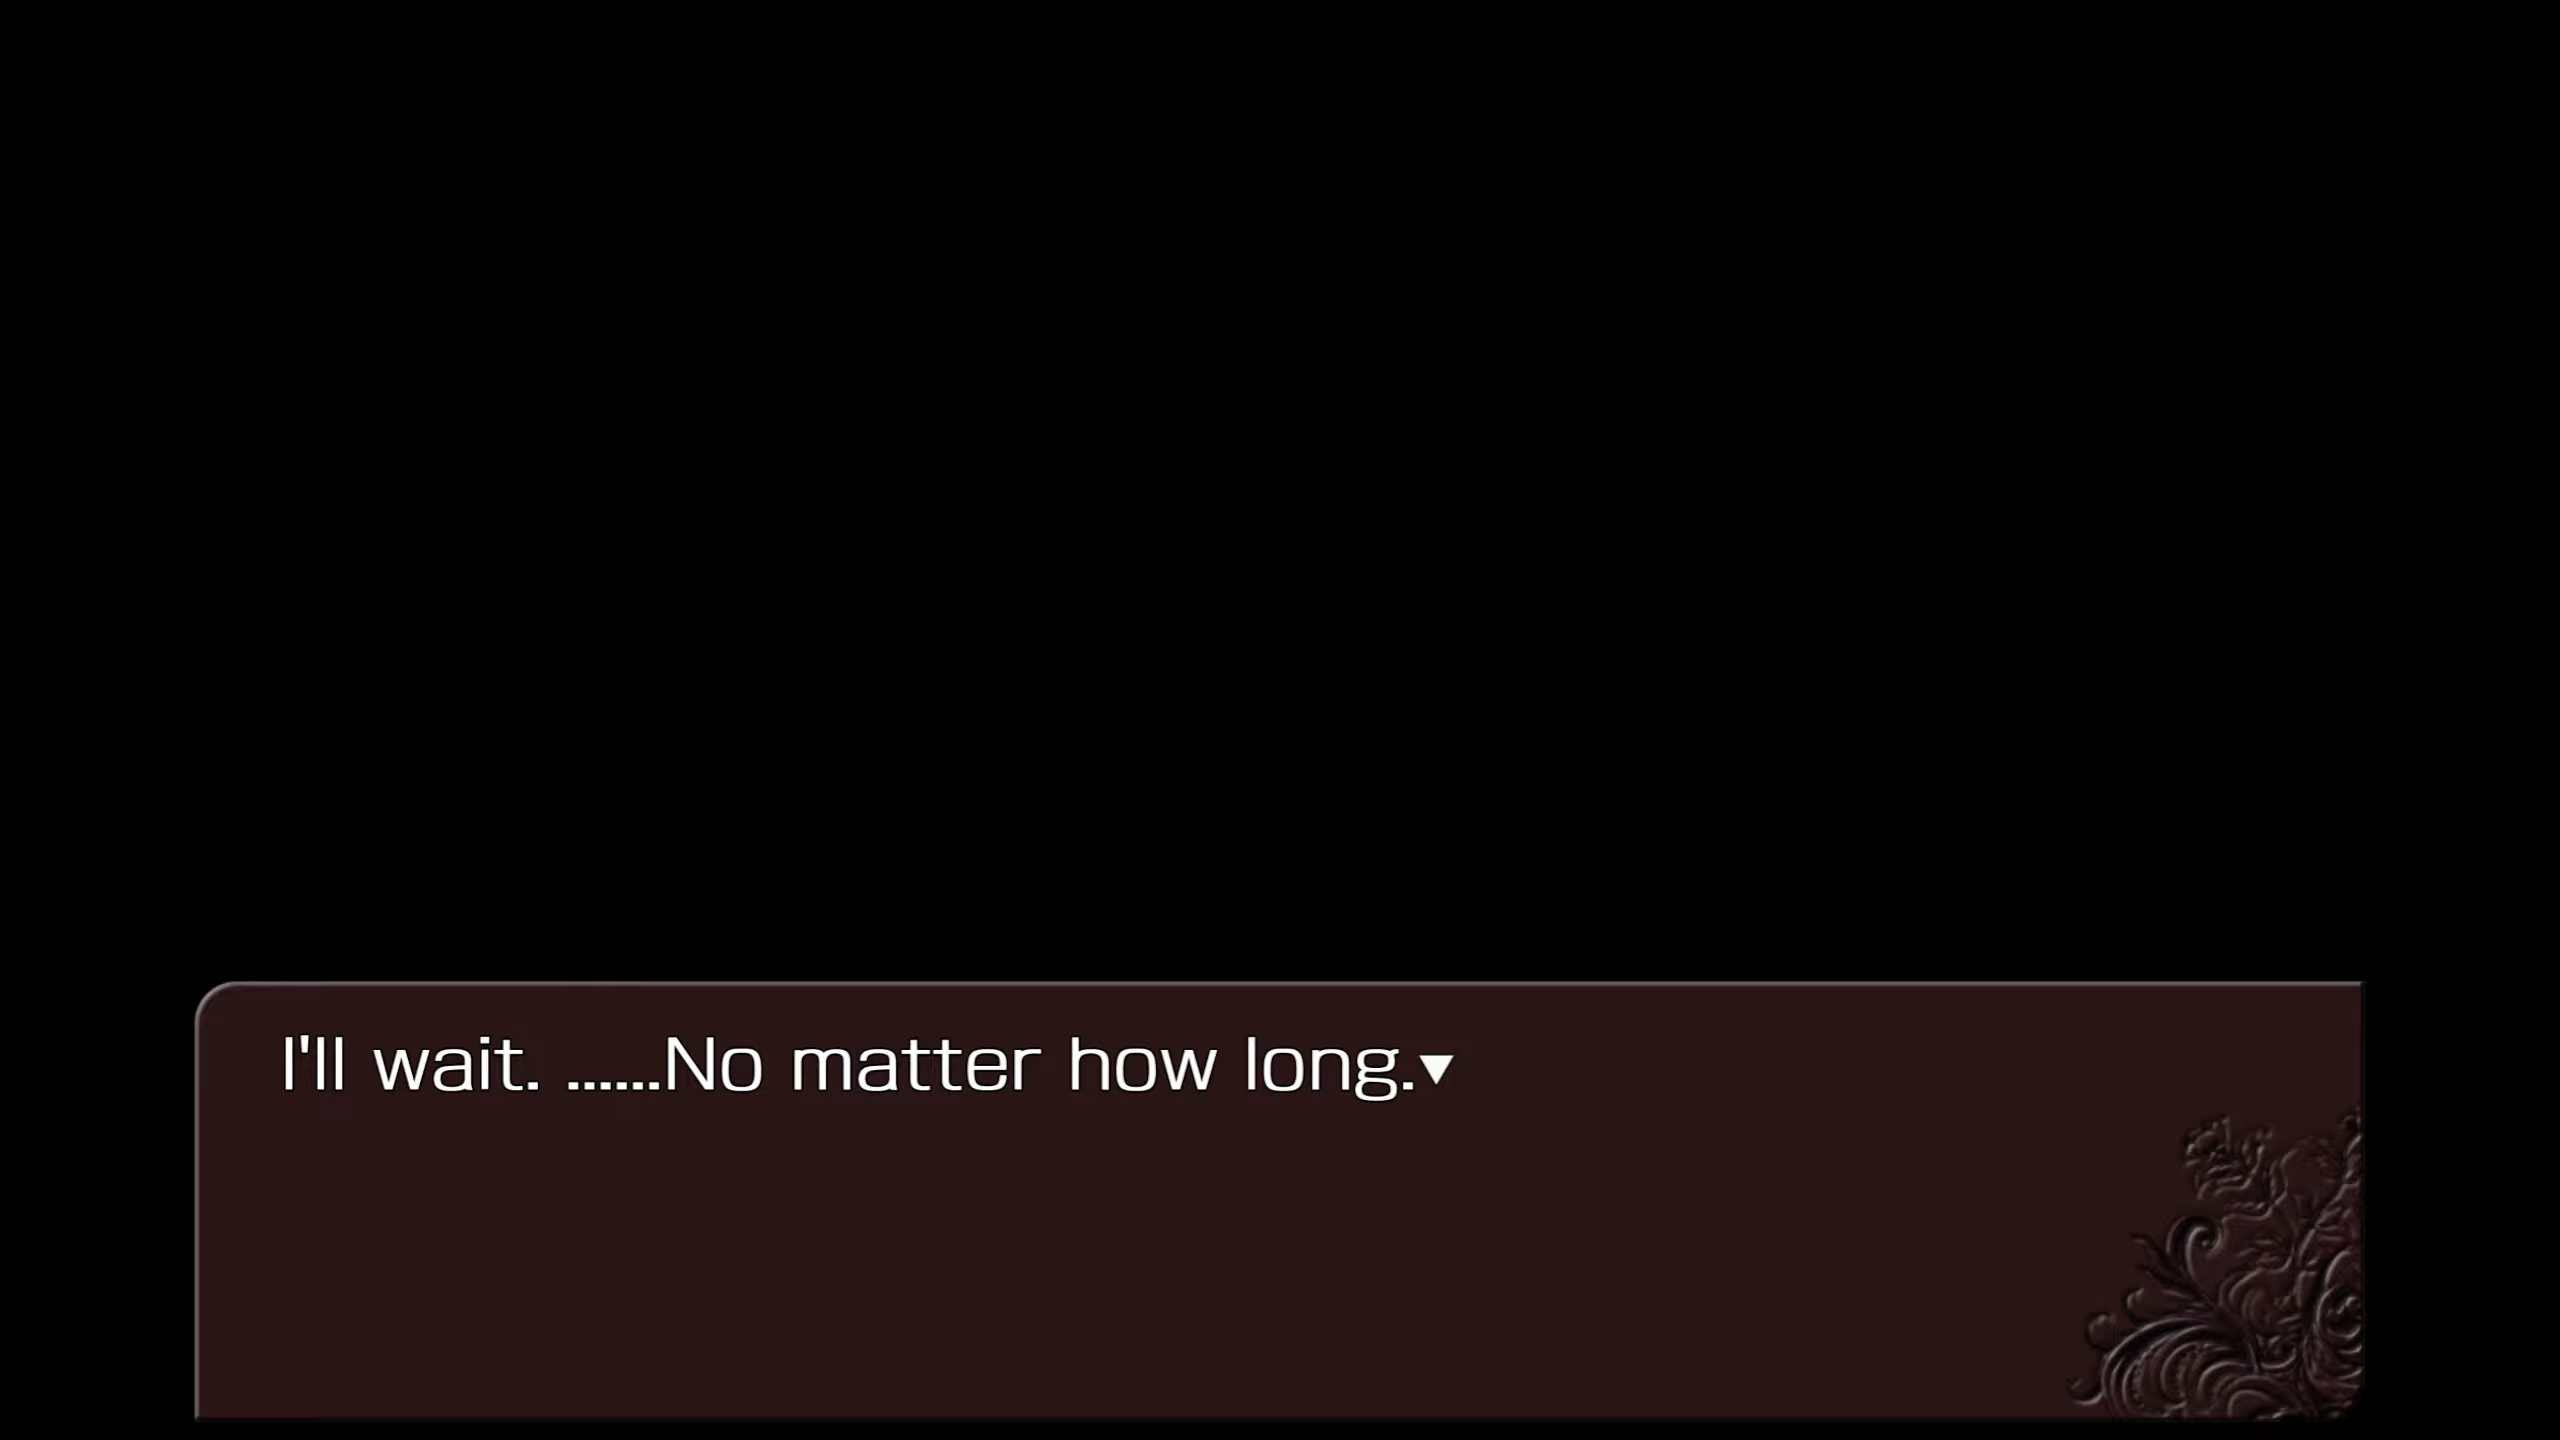 I'll wait. ......No matter how long.▼